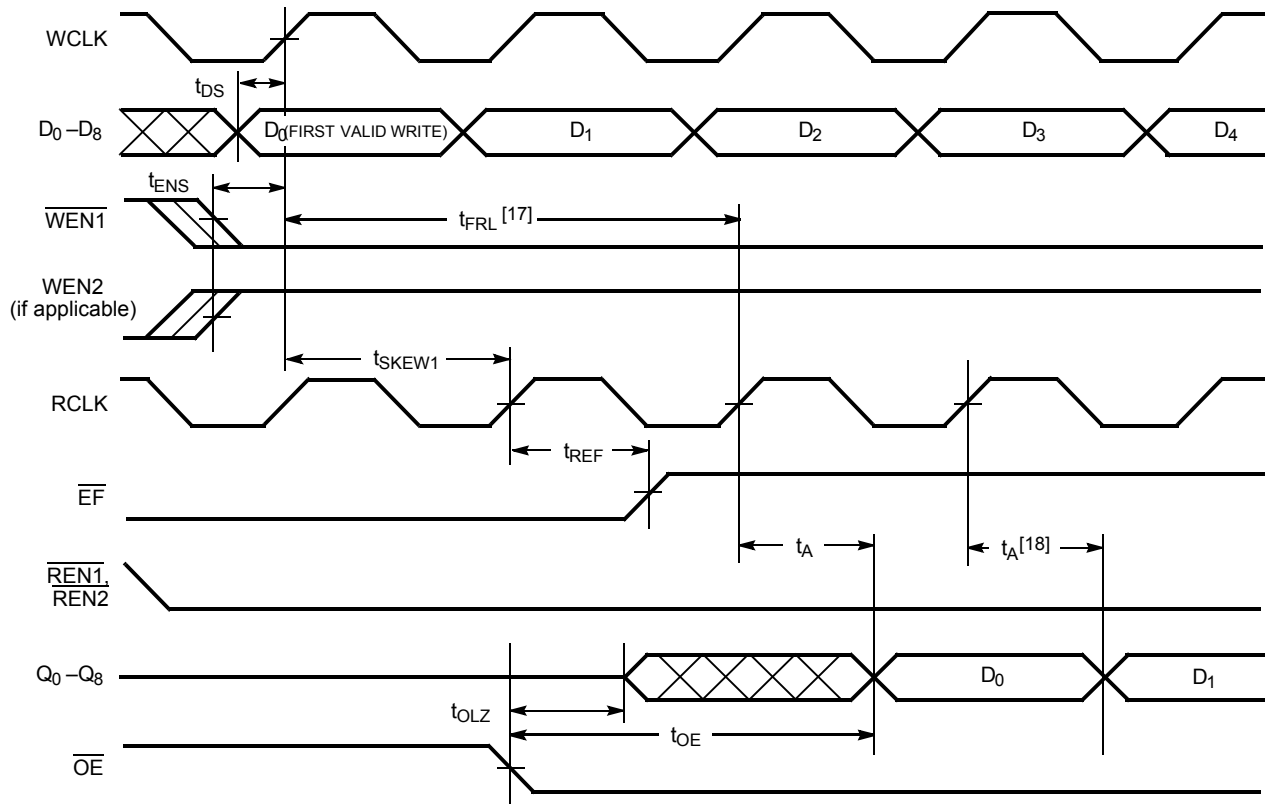 WCLK
tDS
D0 –D8
D0(FIRST VALID WRITE)
D1
D2
D3
D4
tENS
WEN1
tFRL [17]
WEN2
(if applicable)
tSKEW1
RCLK
tREF
EF
tA
tA[18]
REN1,
REN2
Q0 –Q8
D0
D1
tOLZ
tOE
OE